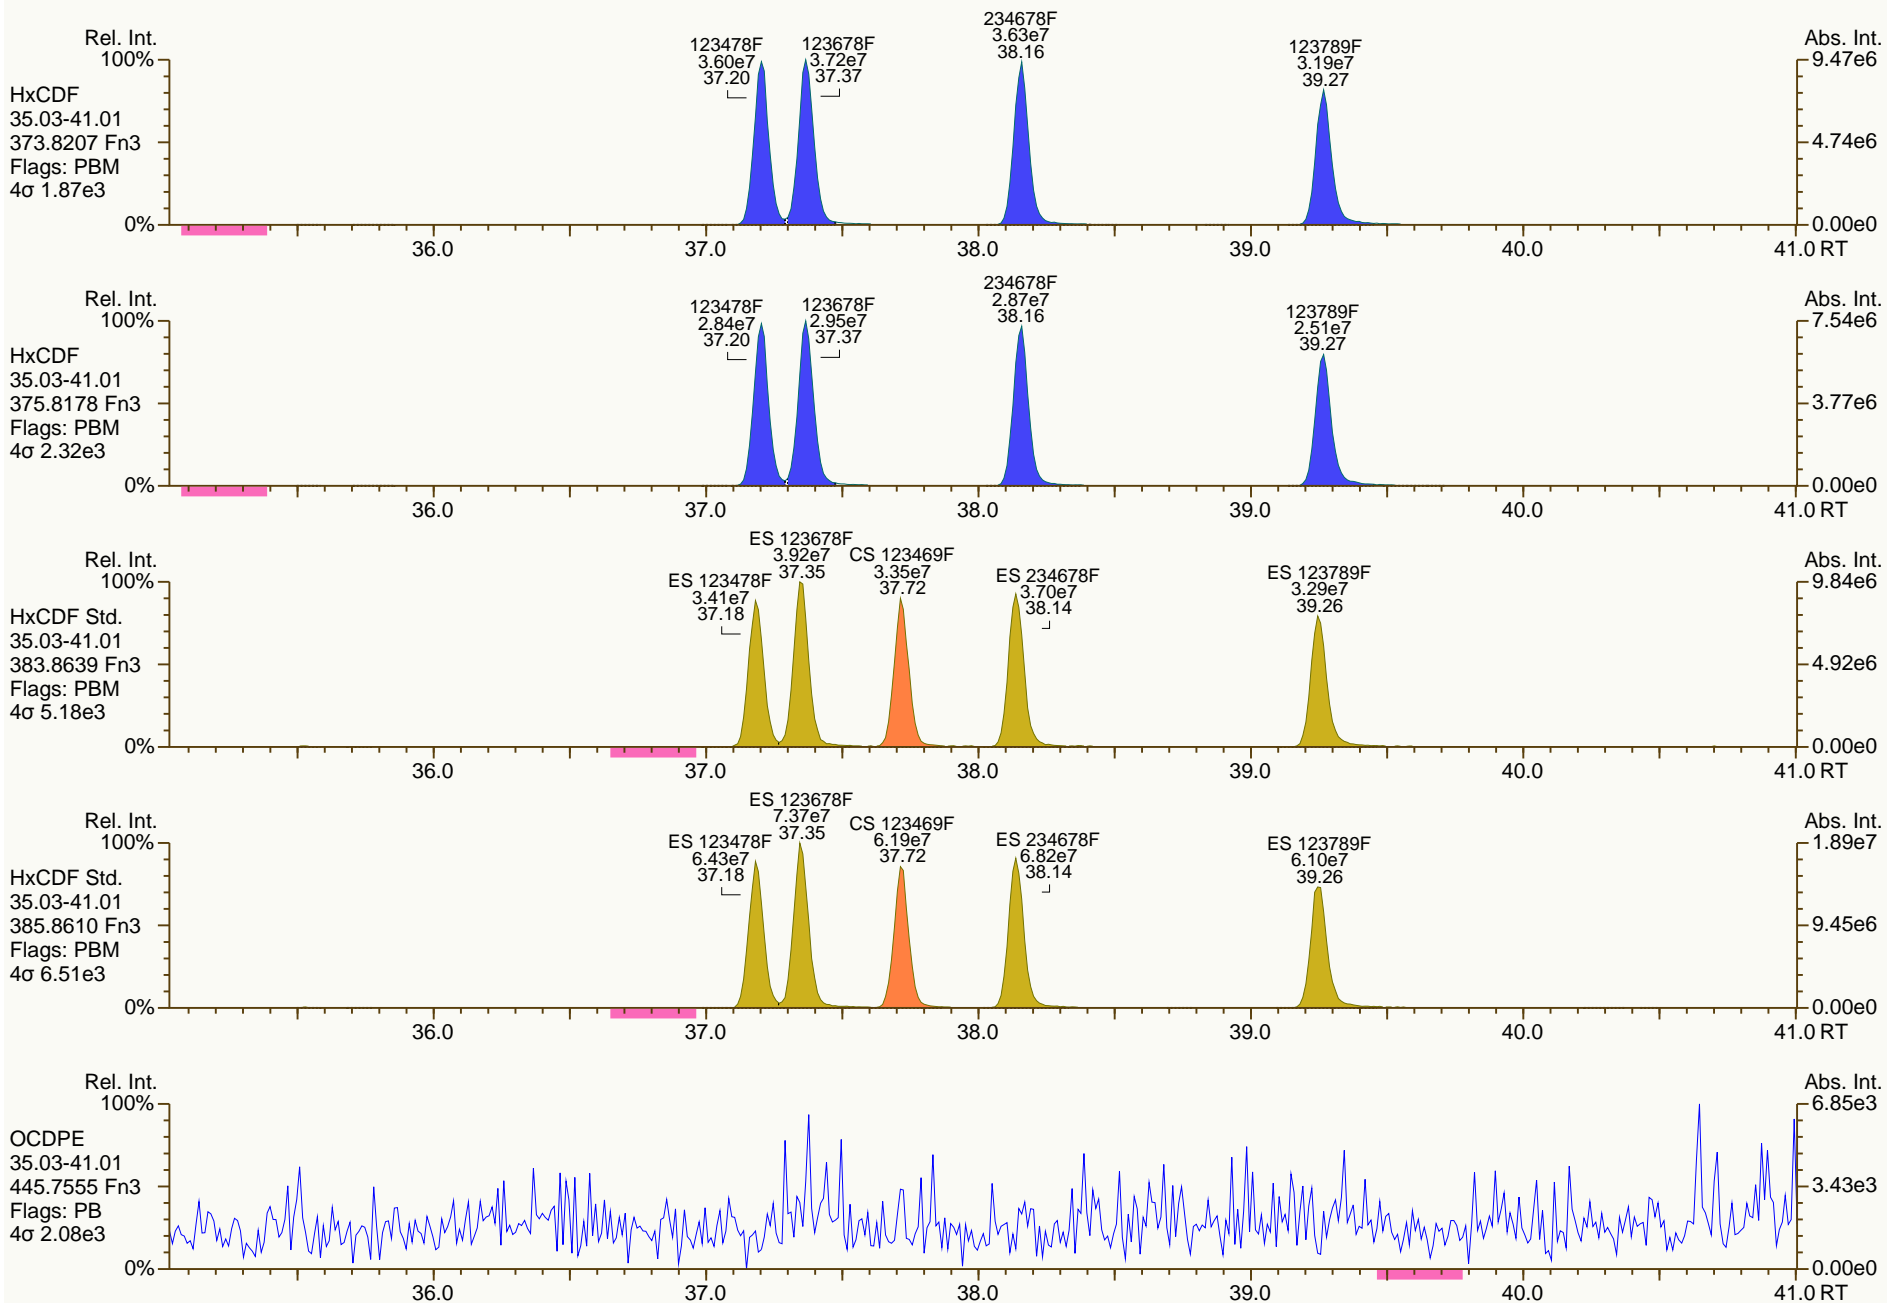 Rel. Int.
100%
0%
HxCDF
35.03-41.01
373.8207 Fn3
Flags: PBM
4σ 1.87e3
123478F
3.60e7
37.20
123678F
3.72e7
37.37
234678F
3.63e7
38.16
123789F
3.19e7
39.27
Abs. Int.
9.47e6
4.74e6
0.00e0
36.0 37.0 38.0 39.0 40.0 41.0 RT
Rel. Int.
100%
0%
HxCDF
35.03-41.01
375.8178 Fn3
Flags: PBM
4σ 2.32e3
123478F
2.84e7
37.20
123678F
2.95e7
37.37
234678F
2.87e7
38.16
123789F
2.51e7
39.27
Abs. Int.
7.54e6
3.77e6
0.00e0
36.0 37.0 38.0 39.0 40.0 41.0 RT
Rel. Int.
100%
0%
HxCDF Std.
35.03-41.01
383.8639 Fn3
Flags: PBM
4σ 5.18e3
ES 123478F
3.41e7
37.18
ES 123678F
3.92e7
37.35
CS 123469F
3.35e7
37.72
ES 234678F
3.70e7
38.14
ES 123789F
3.29e7
39.26
Abs. Int.
9.84e6
4.92e6
0.00e0
36.0 37.0 38.0 39.0 40.0 41.0 RT
Rel. Int.
100%
0%
HxCDF Std.
35.03-41.01
385.8610 Fn3
Flags: PBM
4σ 6.51e3
ES 123478F
6.43e7
37.18
ES 123678F
7.37e7
37.35
CS 123469F
6.19e7
37.72
ES 234678F
6.82e7
38.14
ES 123789F
6.10e7
39.26
Abs. Int.
1.89e7
9.45e6
0.00e0
36.0 37.0 38.0 39.0 40.0 41.0 RT
Rel. Int.
100%
0%
OCDPE
35.03-41.01
445.7555 Fn3
Flags: PB
4σ 2.08e3
Abs. Int.
6.85e3
3.43e3
0.00e0
36.0 37.0 38.0 39.0 40.0 41.0 RT